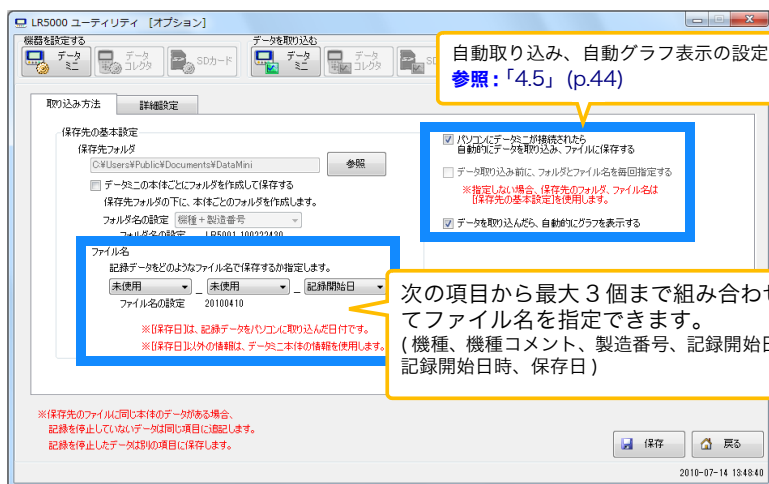 LR5000 ユーティリティ [オプション]
機器を設定する
データを取り込む
データ
ミニ
データ
コレクタ
SDカード
データ
ミニ
データ
コレクタ
自動取り込み、自動グラフ表示の設定
参照：「4.5」 (p.44)
取り込み方法
詳細設定
保存先の基本設定
保存先フォルダ
C:¥Users¥Public¥Documents¥DataMini
参照
データミニの本体ごとにフォルダを作成して保存する
保存先フォルダの下に、本体ごとのフォルダを作成します。
フォルダ名の設定 機種＋製造番号
フォルダ名の設定 LR5001_100222430
パソコンにデータミニが接続されたら
自動的にデータを取り込み、ファイルに保存する
データ取り込み前に、フォルダとファイル名を毎回指定する
※指定しない場合、保存先のフォルダ、ファイル名は
[保存先の基本設定]を使用します。
データを取り込んだら、自動的にグラフを表示する
ファイル名
記録データをどのようなファイル名で保存するか指定します。
未使用 _ 未使用 _ 記録開始日
ファイル名の設定 20100410
※[保存日]は、記録データをパソコンに取り込んだ日付です。
※[保存日]以外の情報は、データミニ本体の情報を使用します。
次の項目から最大 3 個まで組み合わせ
てファイル名を指定できます。
( 機種、機種コメント、製造番号、記録開始日
記録開始日時、保存日 )
※保存先のファイルに同じ本体のデータがある場合、
記録を停止していないデータは同じ項目に追記します。
記録を停止したデータは別の項目に保存します。
保存
戻る
2010-07-14 13:48:40